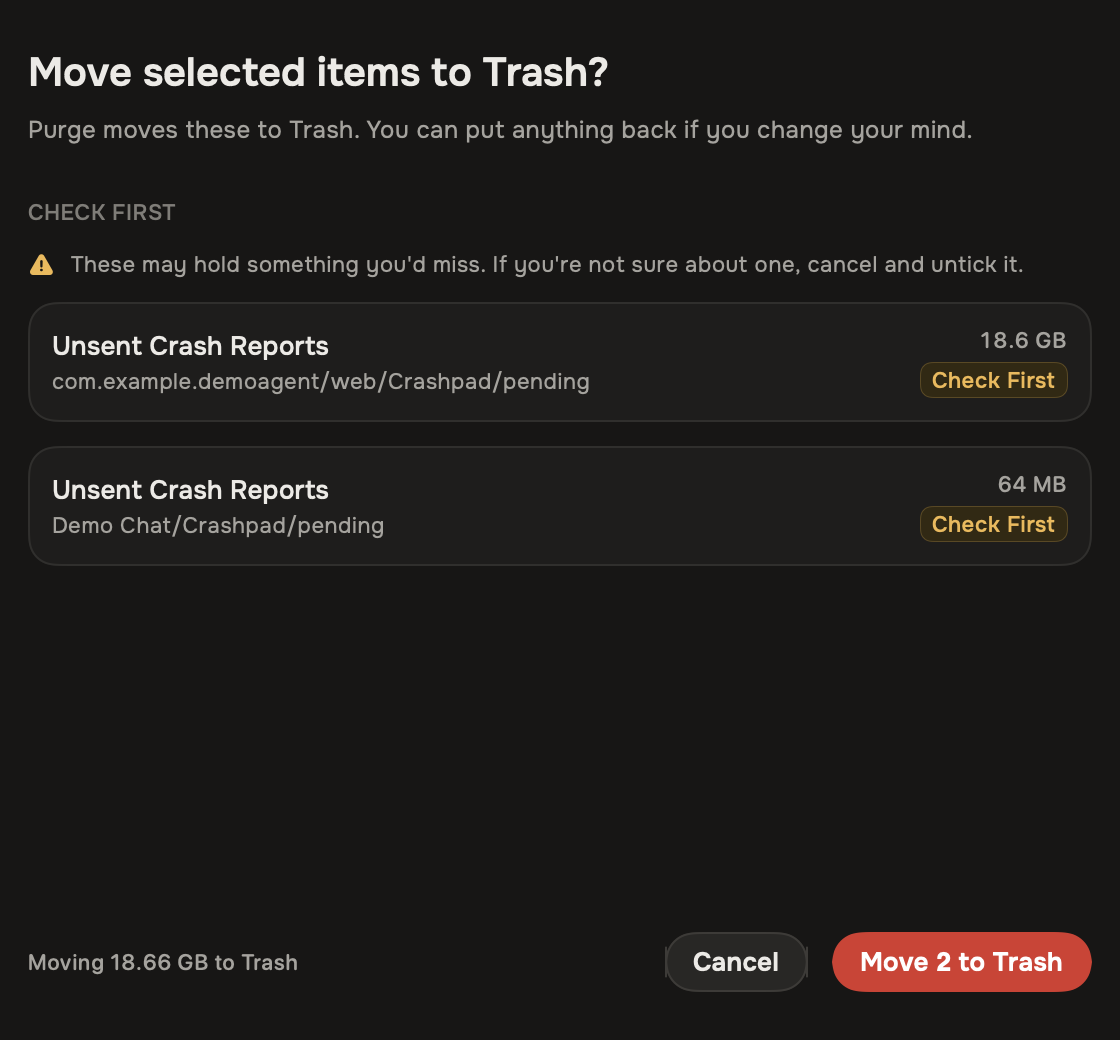 Move selected items to Trash?
Purge moves these to Trash. You can put anything back if you change your mind.
CHECK FIRST
These may hold something you'd miss. If you're not sure about one, cancel and untick it.
Unsent Crash Reports
18.6 GB
com.example.demoagent/web/Crashpad/pending
Check First
Unsent Crash Reports
64 MB
Demo Chat/Crashpad/pending
Check First
Moving 18.66 GB to Trash
Cancel
Move 2 to Trash